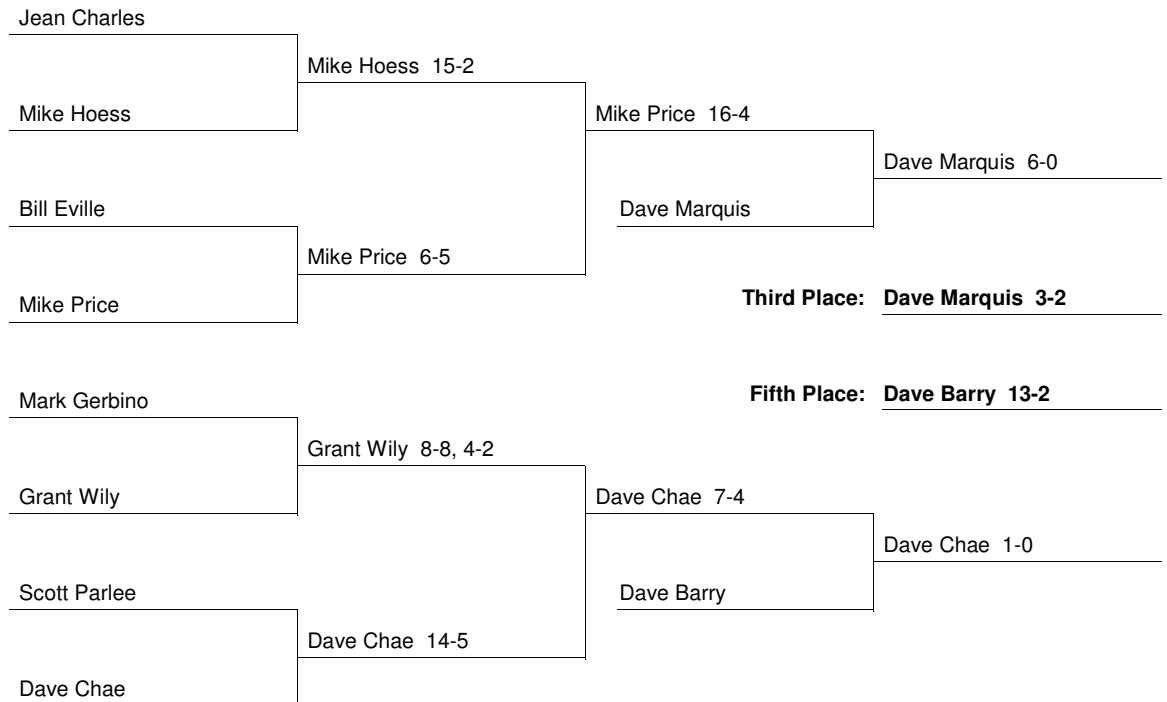 Jean Charles
Mike Hoess 15-2
Mike Hoess
Mike Price 16-4
Dave Marquis 6-0
Bill Eville
Dave Marquis
Mike Price 6-5
Mike Price
Third Place: Dave Marquis 3-2
Mark Gerbino
Fifth Place: Dave Barry 13-2
Grant Wily 8-8, 4-2
Grant Wily
Dave Chae 7-4
Dave Chae 1-0
Scott Parlee
Dave Barry
Dave Chae 14-5
Dave Chae